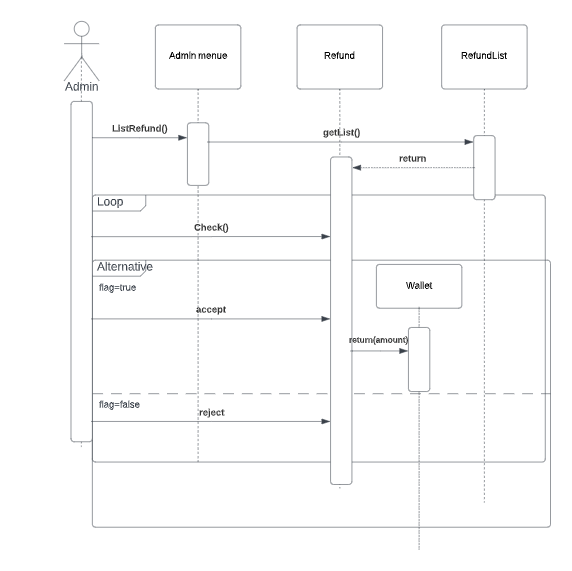 Admin menue
Refund
RefundList
Admin
ListRefund()
getList()
return
Loop
Check()
Alternative
flag=true
Wallet
accept
return(amount)
flag=false
reject